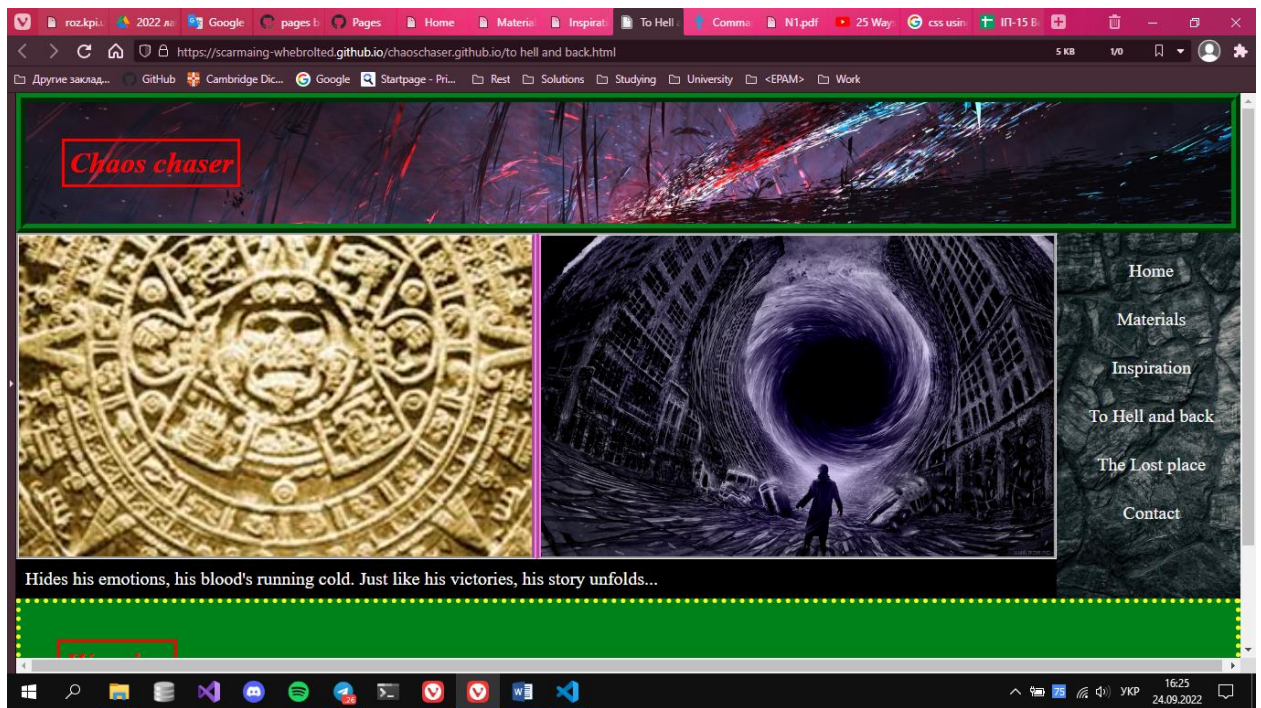 roz.kpi.u
2022 ла
Google
pages b
Pages
Home
Material
Inspirati
To Hell a
Comma
N1.pdf
25 Way
css usin
ІП-15 В
https://scarmaing-whebrolted.github.io/chaoschaser.github.io/to hell and back.html
5 KB
1/0
Другие заклад...
GitHub
Cambridge Dic...
Google
Startpage - Pri...
Rest
Solutions
Studying
University
<EPAM>
Work
Chaos chaser
Home
Materials
Inspiration
To Hell and back
The Lost place
Contact
Hides his emotions, his blood's running cold. Just like his victories, his story unfolds...
26
75
УКР
16:25
24.09.2022